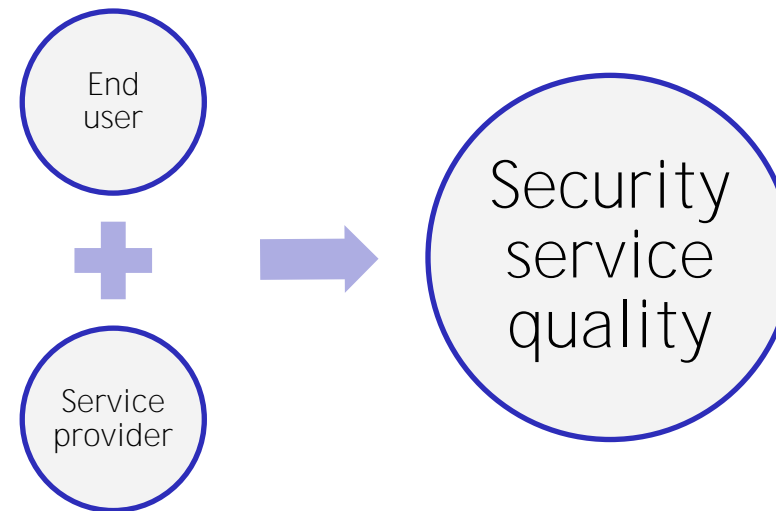 End
user
Service
provider
Security
service
quality